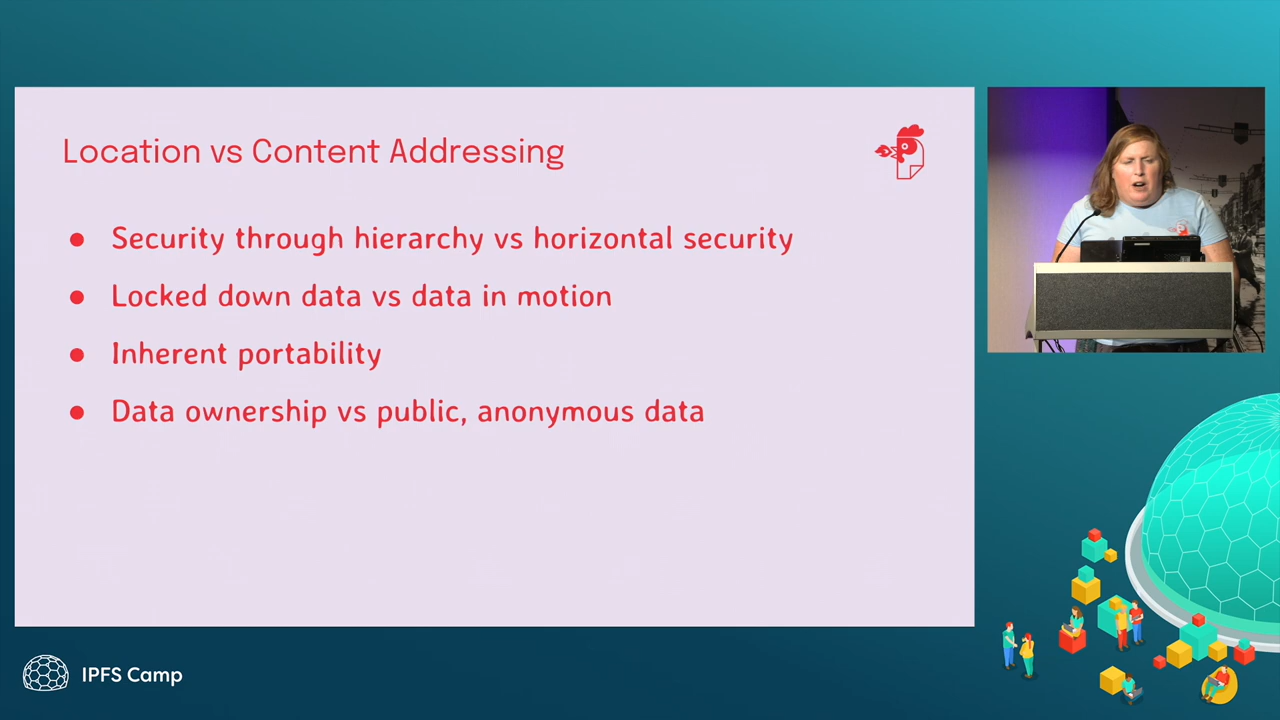 Location vs Content Addressing
● Security through hierarchy vs horizontal security
● Locked down data vs data in motion
● Inherent portability
● Data ownership vs public, anonymous data
IPFS Camp